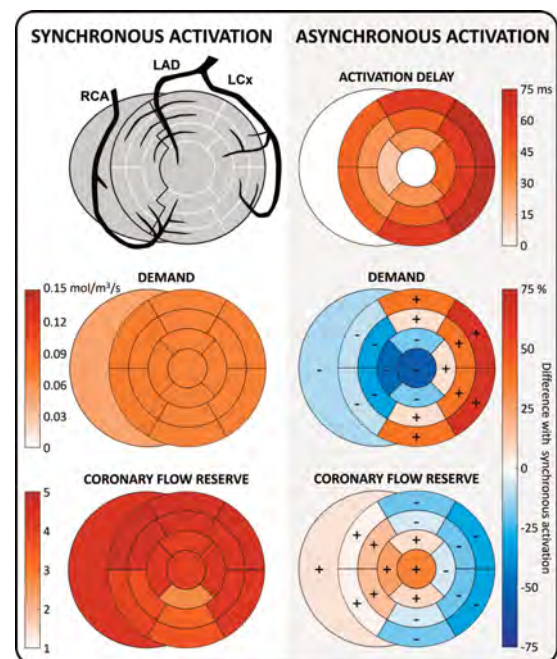 SYNCHRONOUS ACTIVATION
LAD
LCx
RCA
DEMAND
0.15 mol/m³/s
0.12
0.09
0.06
0.03
0
CORONARY FLOW RESERVE
5
4
3
2
1
ASYNCHRONOUS ACTIVATION
ACTIVATION DELAY
75 ms
60
45
30
15
0
DEMAND
+
- + -
- - + +
- - - - + +
- - + +
- + -
+
75 %
50
25
0
-25
-50
-75
Difference with
synchronous activation
CORONARY FLOW RESERVE
-
-
+ + + -
+ + + + - -
+ + + -
-
-